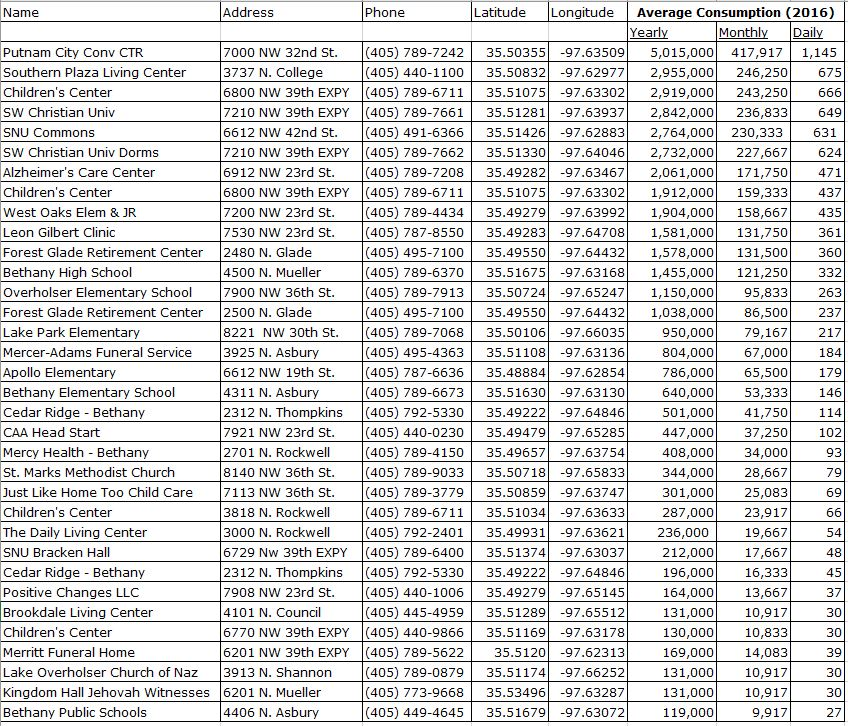 Name Address Phone Latitude Longitude Average Consumption (2016)
Yearly Monthly Daily
Putnam City Conv CTR 7000 NW 32nd St. (405) 789-7242 35.50355 -97.63509 5,015,000 417,917 1,145
Southern Plaza Living Center 3737 N. College (405) 440-1100 35.50832 -97.62977 2,955,000 246,250 675
Children's Center 6800 NW 39th EXPY (405) 789-6711 35.51075 -97.63302 2,919,000 243,250 666
SW Christian Univ 7210 NW 39th EXPY (405) 789-7661 35.51281 -97.63937 2,842,000 236,833 649
SNU Commons 6612 NW 42nd St. (405) 491-6366 35.51426 -97.62883 2,764,000 230,333 631
SW Christian Univ Dorms 7210 NW 39th EXPY (405) 789-7662 35.51330 -97.64046 2,732,000 227,667 624
Alzheimer's Care Center 6912 NW 23rd St. (405) 789-7208 35.49282 -97.63467 2,061,000 171,750 471
Children's Center 6800 NW 39th EXPY (405) 789-6711 35.51075 -97.63302 1,912,000 159,333 437
West Oaks Elem & JR 7200 NW 23rd St. (405) 789-4434 35.49279 -97.63992 1,904,000 158,667 435
Leon Gilbert Clinic 7530 NW 23rd St. (405) 787-8550 35.49283 -97.64708 1,581,000 131,750 361
Forest Glade Retirement Center 2480 N. Glade (405) 495-7100 35.49550 -97.64432 1,578,000 131,500 360
Bethany High School 4500 N. Mueller (405) 789-6370 35.51675 -97.63168 1,455,000 121,250 332
Overholser Elementary School 7900 NW 36th St. (405) 789-7913 35.50724 -97.65247 1,150,000 95,833 263
Forest Glade Retirement Center 2500 N. Glade (405) 495-7100 35.49550 -97.64432 1,038,000 86,500 237
Lake Park Elementary 8221 NW 30th St. (405) 789-7068 35.50106 -97.66035 950,000 79,167 217
Mercer-Adams Funeral Service 3925 N. Asbury (405) 495-4363 35.51108 -97.63136 804,000 67,000 184
Apollo Elementary 6612 NW 19th St. (405) 787-6636 35.48884 -97.62854 786,000 65,500 179
Bethany Elementary School 4311 N. Asbury (405) 789-6673 35.51630 -97.63130 640,000 53,333 146
Cedar Ridge - Bethany 2312 N. Thompkins (405) 792-5330 35.49222 -97.64846 501,000 41,750 114
CAA Head Start 7921 NW 23rd St. (405) 440-0230 35.49479 -97.65285 447,000 37,250 102
Mercy Health - Bethany 2701 N. Rockwell (405) 789-4150 35.49657 -97.63754 408,000 34,000 93
St. Marks Methodist Church 8140 NW 36th St. (405) 789-9033 35.50718 -97.65833 344,000 28,667 79
Just Like Home Too Child Care 7113 NW 36th St. (405) 789-3779 35.50859 -97.63747 301,000 25,083 69
Children's Center 3818 N. Rockwell (405) 789-6711 35.51034 -97.63633 287,000 23,917 66
The Daily Living Center 3000 N. Rockwell (405) 792-2401 35.49931 -97.63621 236,000 19,667 54
SNU Bracken Hall 6729 Nw 39th EXPY (405) 789-6400 35.51374 -97.63037 212,000 17,667 48
Cedar Ridge - Bethany 2312 N. Thompkins (405) 792-5330 35.49222 -97.64846 196,000 16,333 45
Positive Changes LLC 7908 NW 23rd St. (405) 440-1006 35.49279 -97.65145 164,000 13,667 37
Brookdale Living Center 4101 N. Council (405) 445-4959 35.51289 -97.65512 131,000 10,917 30
Children's Center 6770 NW 39th EXPY (405) 440-9866 35.51169 -97.63178 130,000 10,833 30
Merritt Funeral Home 6201 NW 39th EXPY (405) 789-5622 35.5120 -97.62313 169,000 14,083 39
Lake Overholser Church of Naz 3913 N. Shannon (405) 789-0879 35.51174 -97.66252 131,000 10,917 30
Kingdom Hall Jehovah Witnesses 6201 N. Mueller (405) 773-9668 35.53496 -97.63287 131,000 10,917 30
Bethany Public Schools 4406 N. Asbury (405) 449-4645 35.51679 -97.63072 119,000 9,917 27